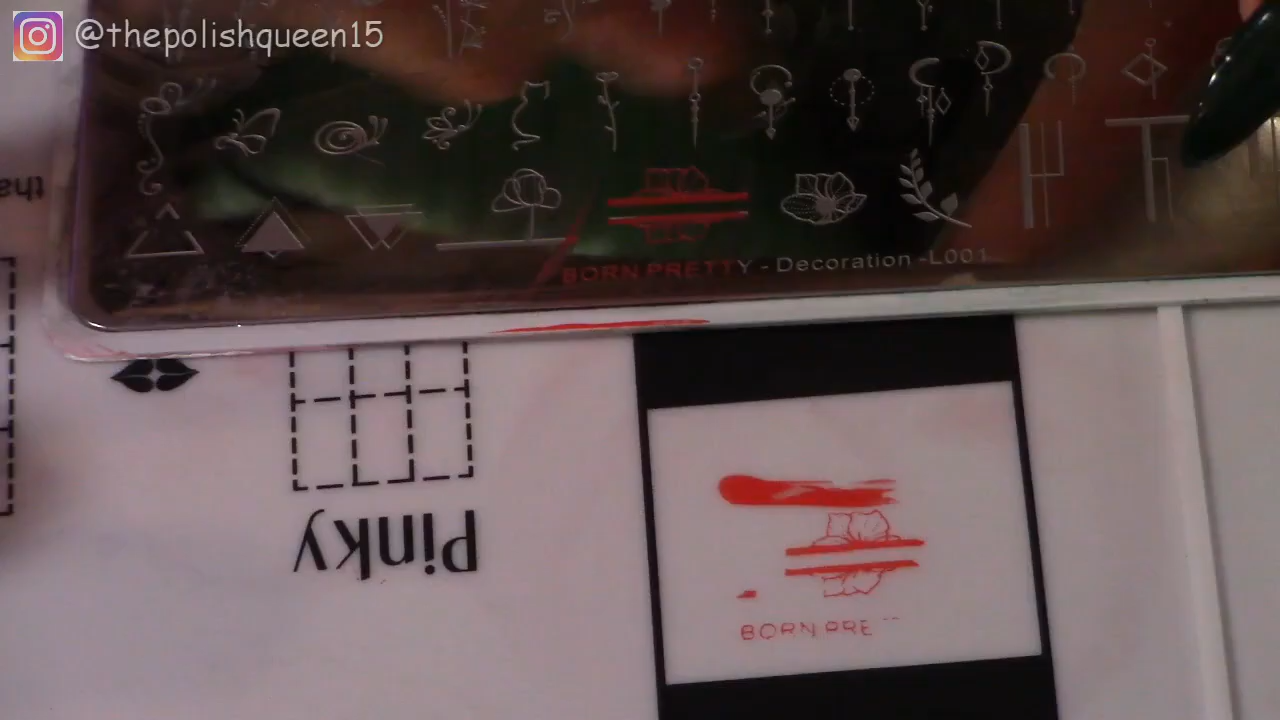 @thepolishqueen15
BORN PRETTY - Decoration -L001
Pinky
BORN PRE